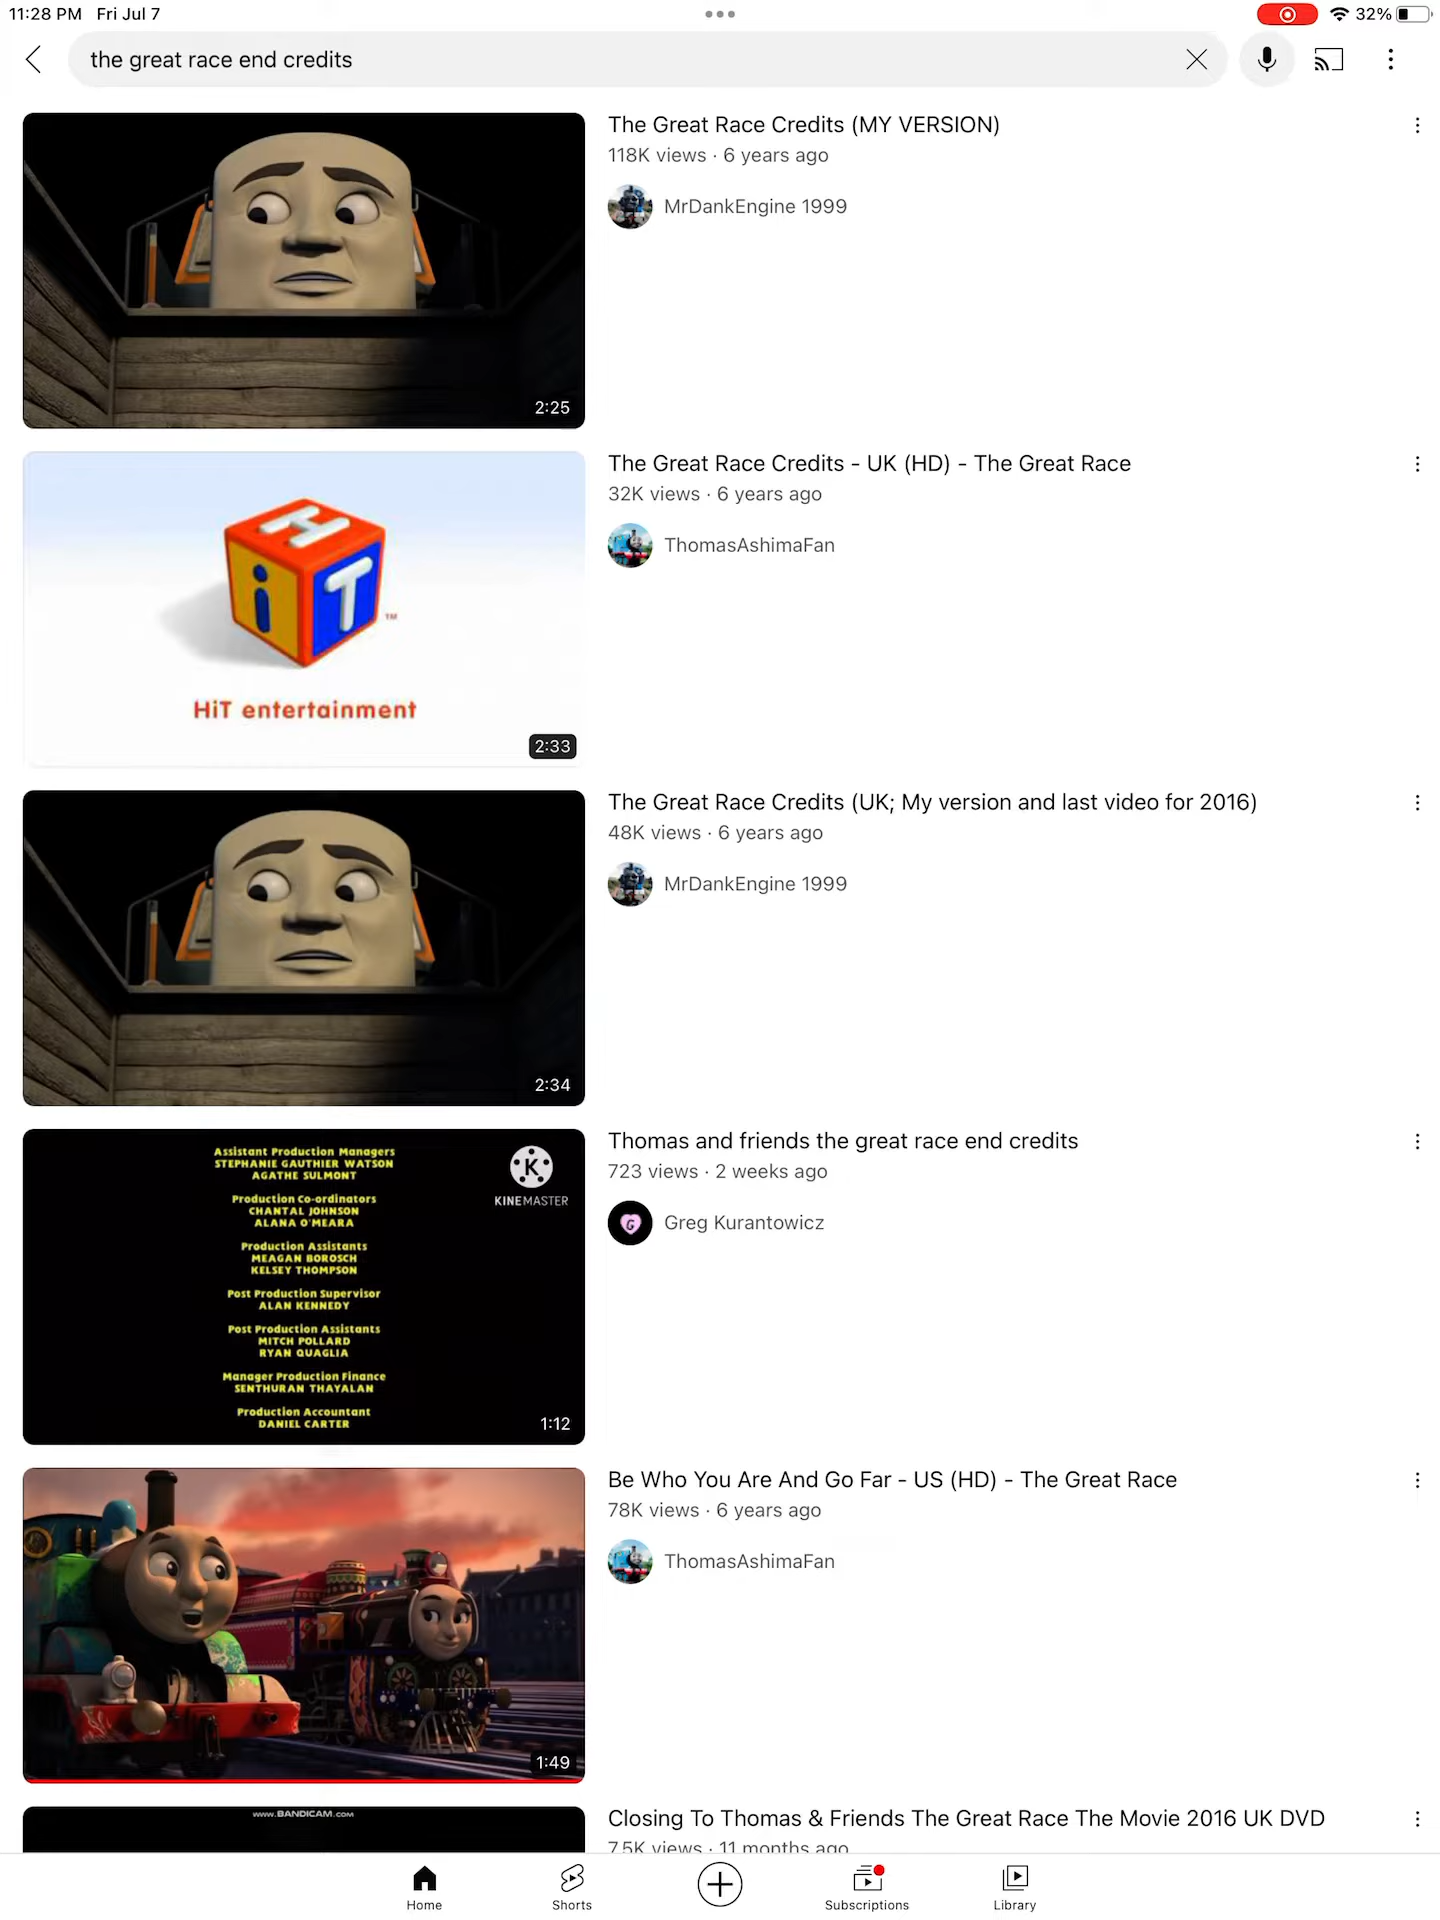 11:28 PM Fri Jul 7
32%
the great race end credits
The Great Race Credits (MY VERSION)
118K views · 6 years ago
MrDankEngine 1999
2:25
The Great Race Credits - UK (HD) - The Great Race
32K views · 6 years ago
ThomasAshimaFan
H
i
T
TM
HiT entertainment
2:33
The Great Race Credits (UK; My version and last video for 2016)
48K views · 6 years ago
MrDankEngine 1999
2:34
Thomas and friends the great race end credits
723 views · 2 weeks ago
G
Greg Kurantowicz
Assistant Production Managers
STEPHANIE GAUTHIER WATSON
AGATHE SULMONT
Production Co-ordinators
CHANTAL JOHNSON
ALANA O'MEARA
Production Assistants
MEAGAN BOROSCH
KELSEY THOMPSON
Post Production Supervisor
ALAN KENNEDY
Post Production Assistants
MITCH POLLARD
RYAN QUAGLIA
Manager Production Finance
SENTHURAN THAYALAN
Production Accountant
DANIEL CARTER
K
KINEMASTER
1:12
Be Who You Are And Go Far - US (HD) - The Great Race
78K views · 6 years ago
ThomasAshimaFan
1:49
www.BANDICAM.com
Closing To Thomas & Friends The Great Race The Movie 2016 UK DVD
7.5K views · 11 months ago
Home
Shorts
Subscriptions
Library